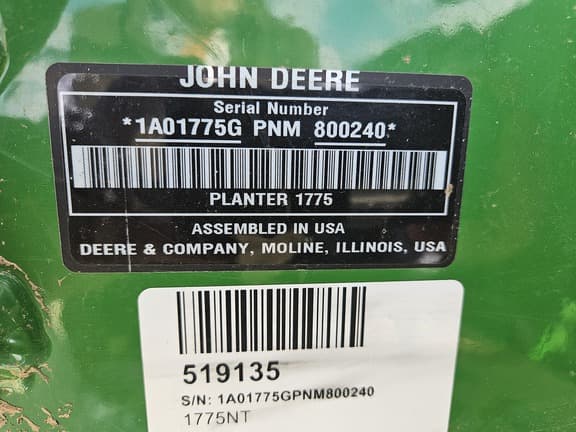 JOHN DEERE
Serial Number
*1A01775G PNM 800240*
PLANTER 1775
ASSEMBLED IN USA
DEERE & COMPANY, MOLINE, ILLINOIS, USA
519135
S/N: 1A01775GPNM800240
1775NT